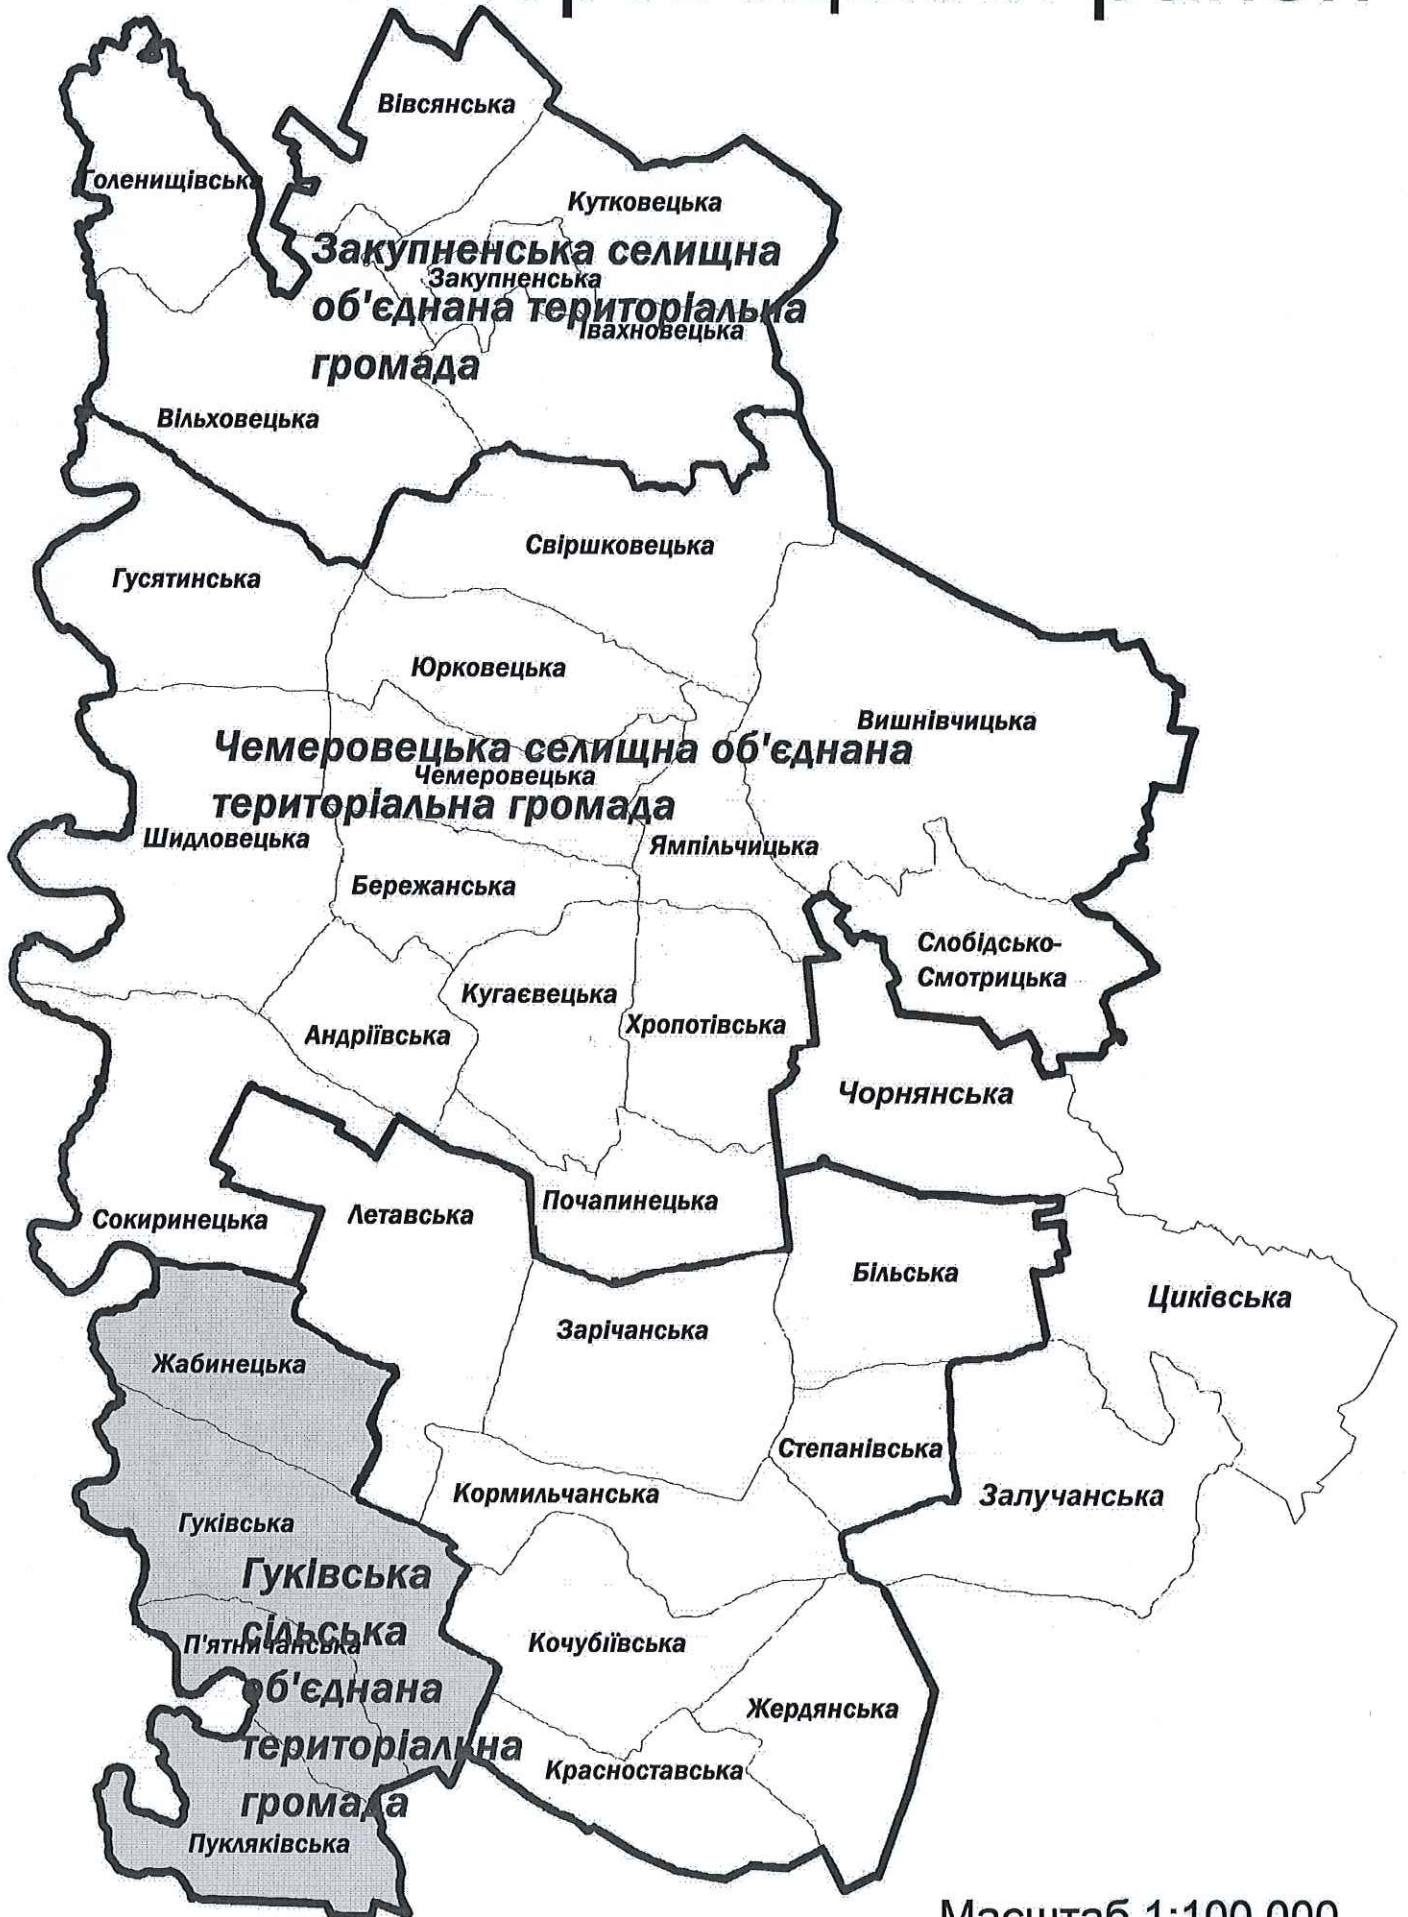 Вівсянська
Голенищівська
Кутковецька
Закупненська селищна
Закупненська
об'єднана територіальна
Івахновецька
громада
Вільховецька
Свіршковецька
Гусятинська
Юрковецька
Вишнівчицька
Чемеровецька селищна об'єднана
Чемеровецька
територіальна громада
Шидловецька
Ямпільчицька
Бережанська
Слобідсько-
Смотрицька
Кугаєвецька
Хропотівська
Андріївська
Чорнянська
Почапинецька
Летавська
Сокиринецька
Більська
Циківська
Зарічанська
Жабинецька
Степанівська
Кормильчанська
Залучанська
Гуківська
Гуківська
сільська
П'ятничанська
Кочубіївська
об'єднана
Жердянська
територіальна
Красноставська
громада
Пукляківська
Масштаб 1:100 000